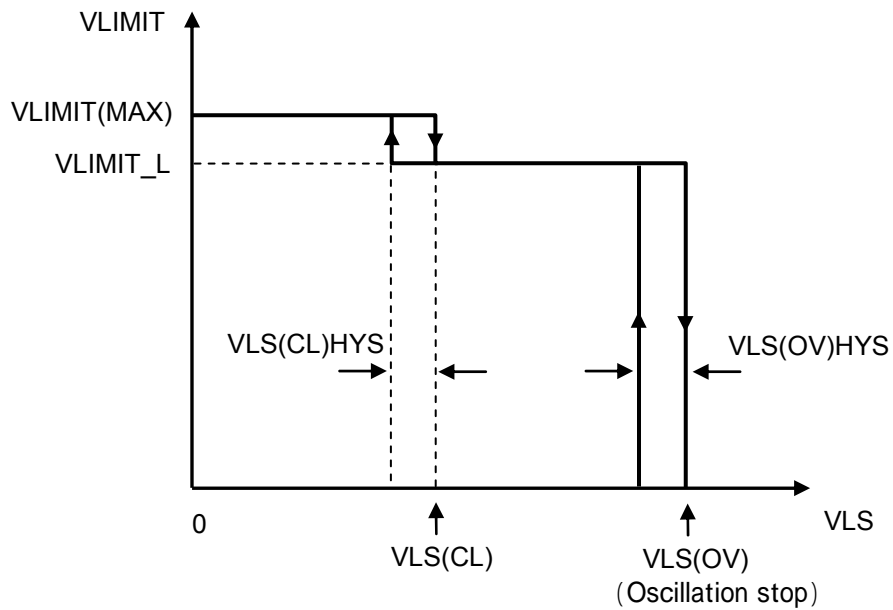 VLIMIT
VLIMIT(MAX)
VLIMIT_L
VLS(CL)HYS
VLS(OV)HYS
0
VLS
VLS(CL)
VLS(OV)
(Oscillation stop)